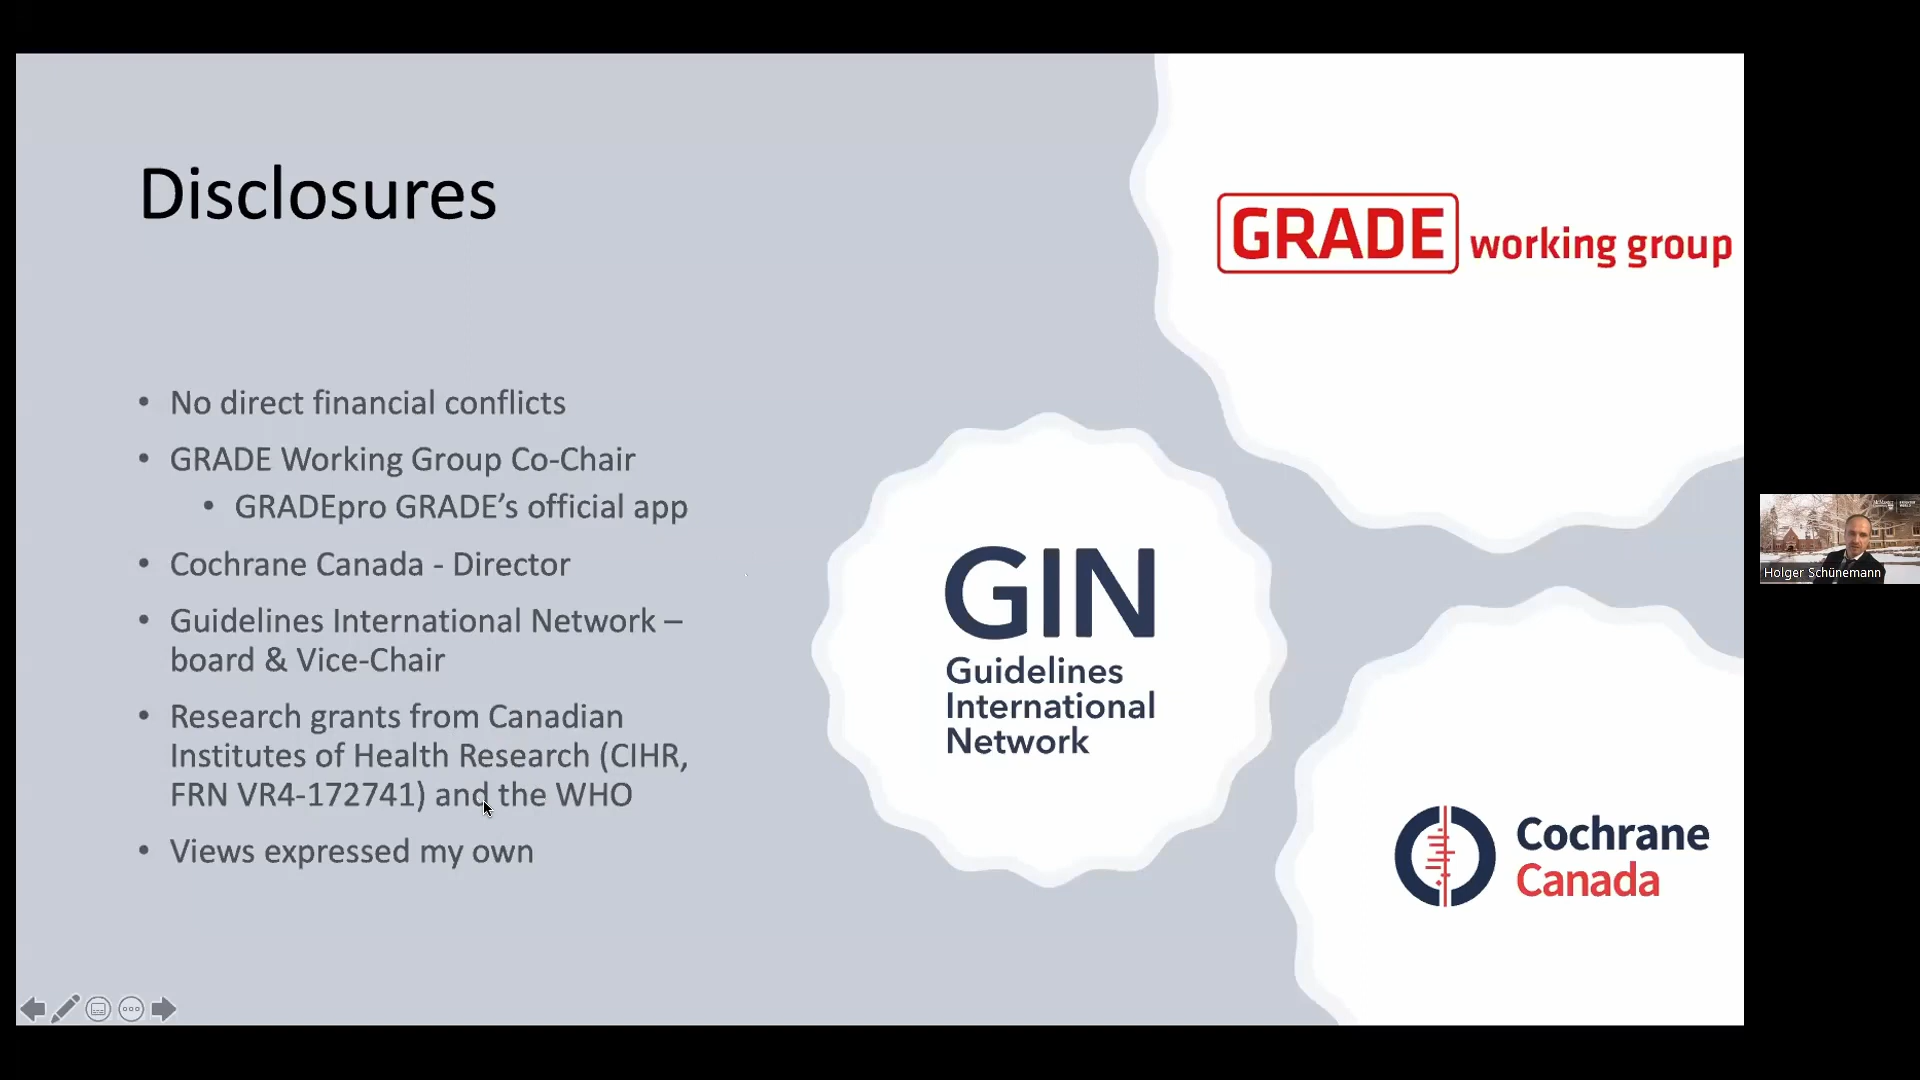 Disclosures
• No direct financial conflicts
• GRADE Working Group Co-Chair
• GRADEpro GRADE’s official app
• Cochrane Canada - Director
• Guidelines International Network –
board & Vice-Chair
• Research grants from Canadian
Institutes of Health Research (CIHR,
FRN VR4-172741) and the WHO
• Views expressed my own
GRADE working group
GIN
Guidelines
International
Network
Cochrane
Canada
Holger Schünemann